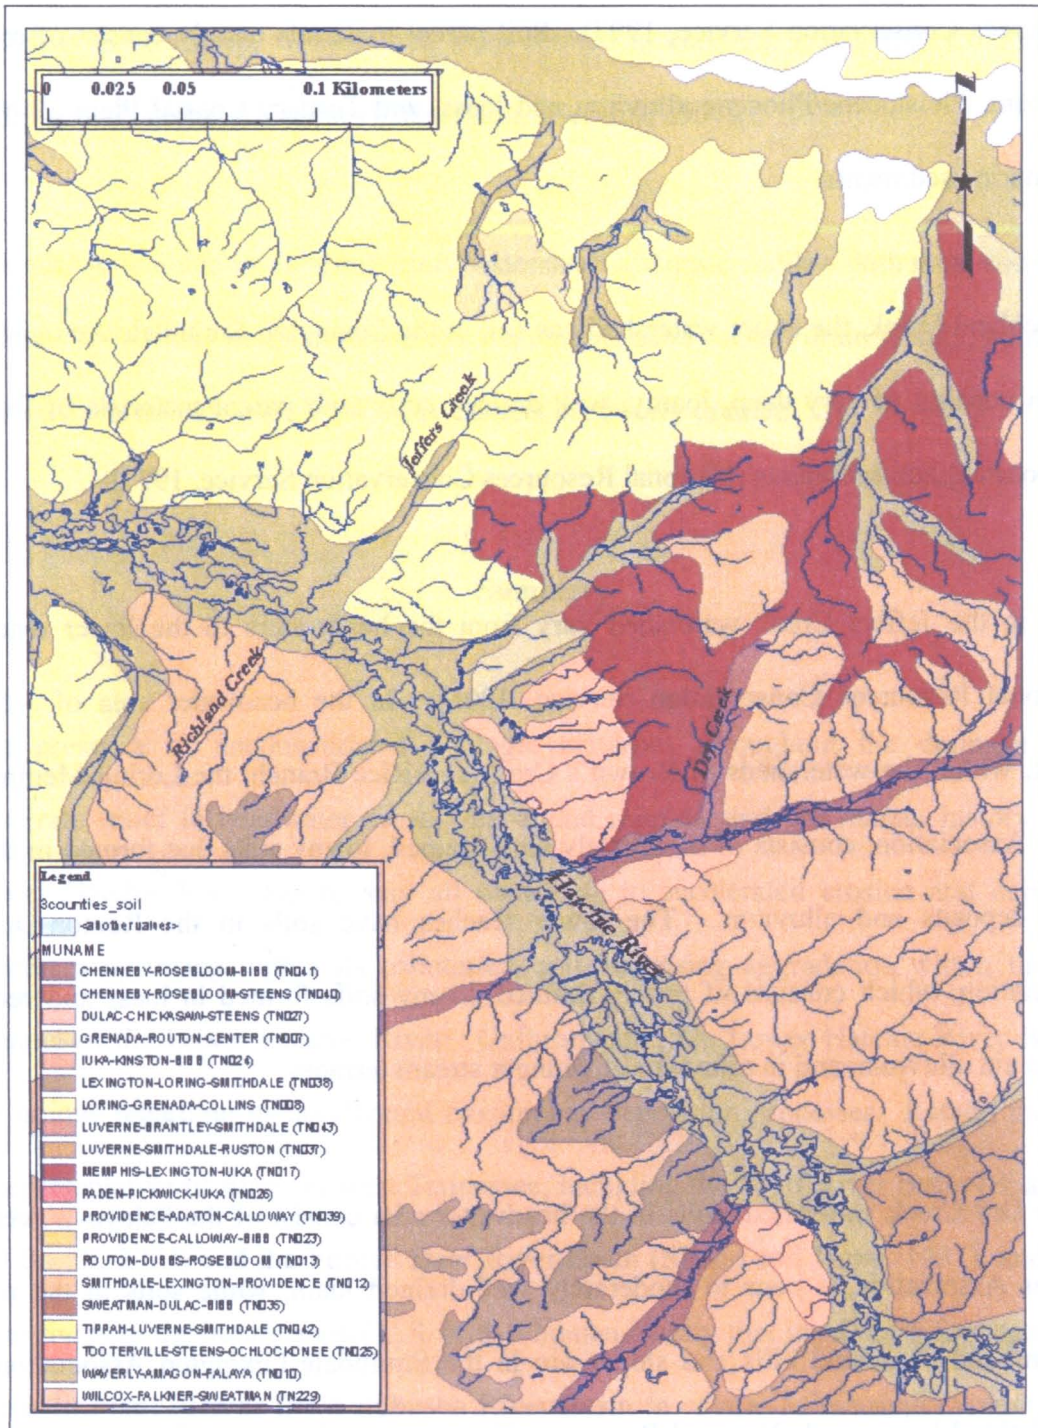 0 0.025 0.05 0.1 Kilometers
N
Jeffers Creek
Richland Creek
Dry Creek
Hatchie River
Legend
3counties_soil
<all other values>
MUNAME
CHENNEBY-ROSEBLOOM-BIBB (TN041)
CHENNEBY-ROSEBLOOM-STEENS (TN040)
DULAC-CHICKASAW-STEENS (TN027)
GRENADA-ROUTON-CENTER (TN007)
IUKA-KINSTON-BIBB (TN024)
LEXINGTON-LORING-SMITHDALE (TN038)
LORING-GRENADA-COLLINS (TN008)
LUVERNE-BRANTLEY-SMITHDALE (TN043)
LUVERNE-SMITHDALE-RUSTON (TN037)
MEMPHIS-LEXINGTON-IUKA (TN017)
PADEN-PICKWICK-IUKA (TN026)
PROVIDENCE-ADATON-CALLOWAY (TN039)
PROVIDENCE-CALLOWAY-BIBB (TN023)
ROUTON-DUBBS-ROSEBLOOM (TN013)
SMITHDALE-LEXINGTON-PROVIDENCE (TN012)
SWEATMAN-DULAC-BIBB (TN036)
TIPPAH-LUVERNE-SMITHDALE (TN042)
TOOTERVILLE-STEENS-OCHLOCKONEE (TN025)
WAVERLY-AMAGON-FALAYA (TN010)
WILCOX-FALKNER-SWEATMAN (TN229)